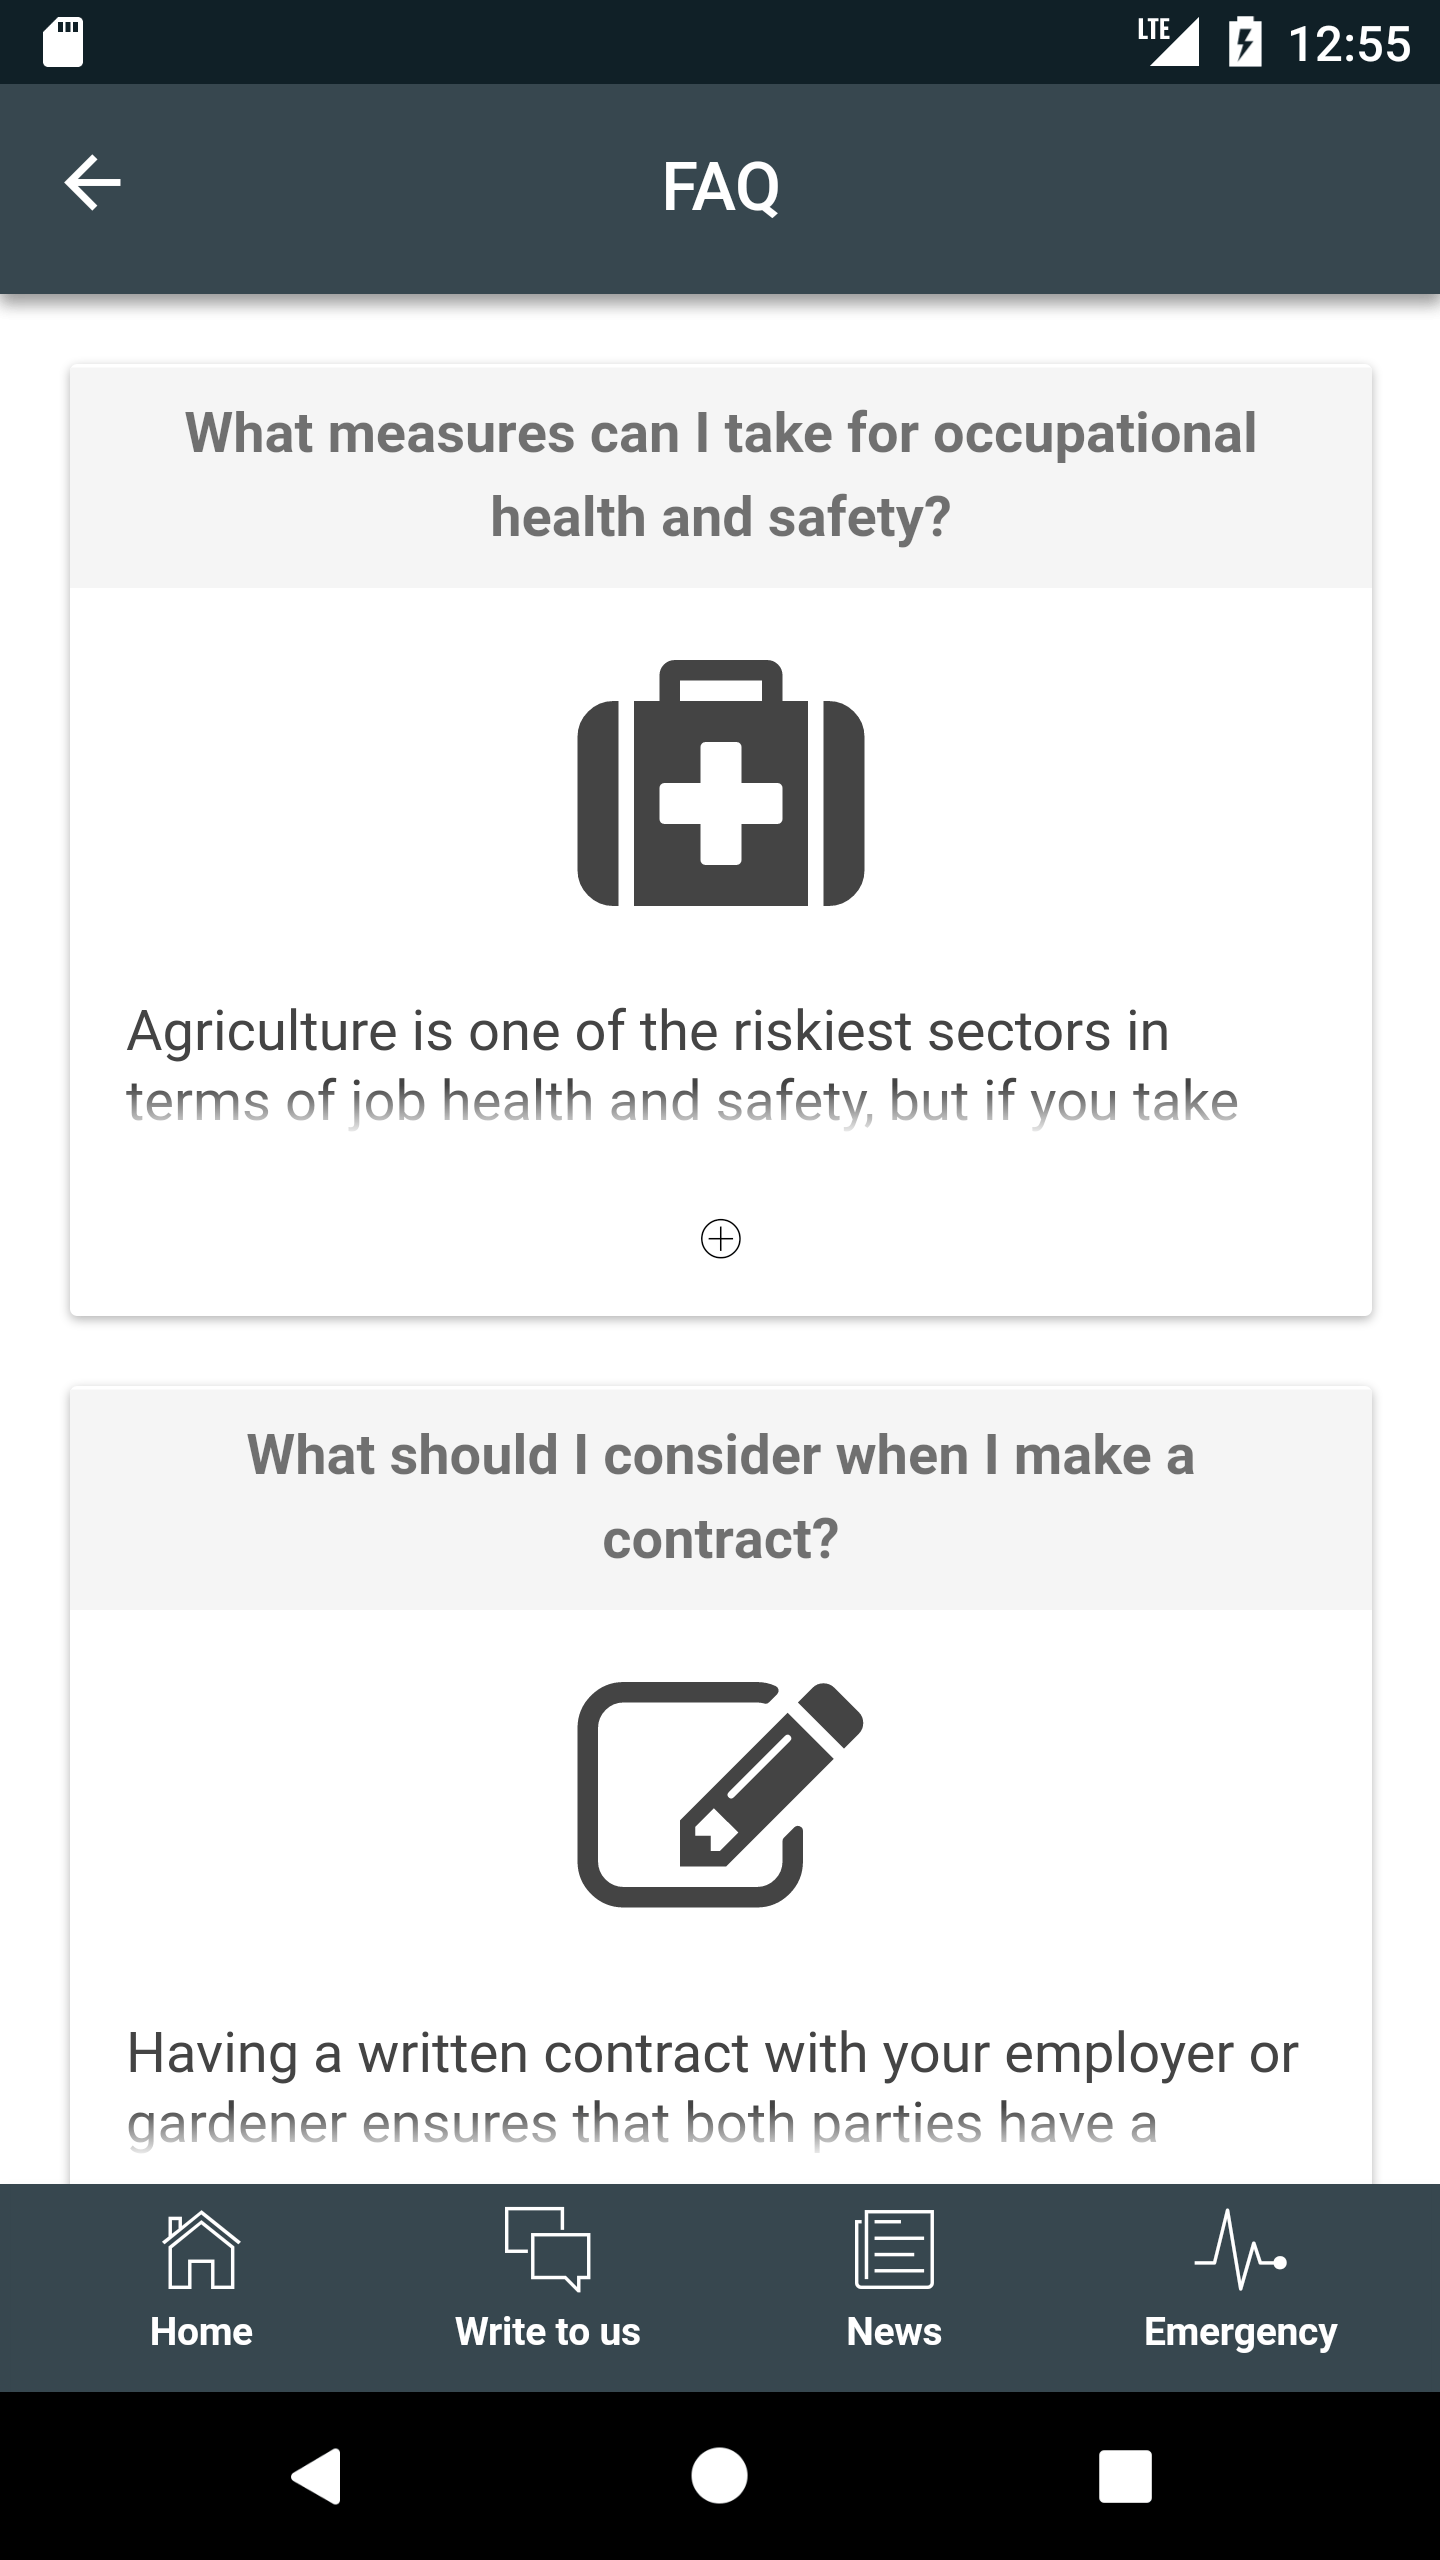 LTE 12:55
FAQ
What measures can I take for occupational
health and safety?
Agriculture is one of the riskiest sectors in
terms of job health and safety, but if you take
What should I consider when I make a
contract?
Having a written contract with your employer or
gardener ensures that both parties have a
Home Write to us News Emergency